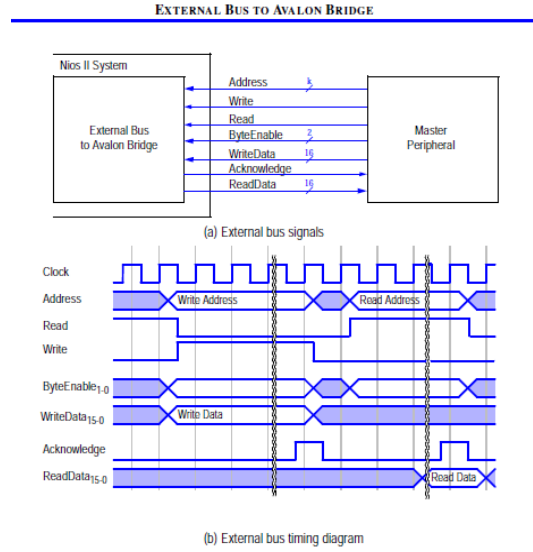 EXTERNAL BUS TO AVALON BRIDGE
Nios II System
External Bus
to Avalon Bridge
Address k
Write
Read
ByteEnable 2
WriteData 16
Acknowledge
ReadData 16
Master
Peripheral
(a) External bus signals
Clock
Address Write Address Read Address
Read
Write
ByteEnable1-0
WriteData15-0 Write Data
Acknowledge
ReadData15-0 Read Data
(b) External bus timing diagram